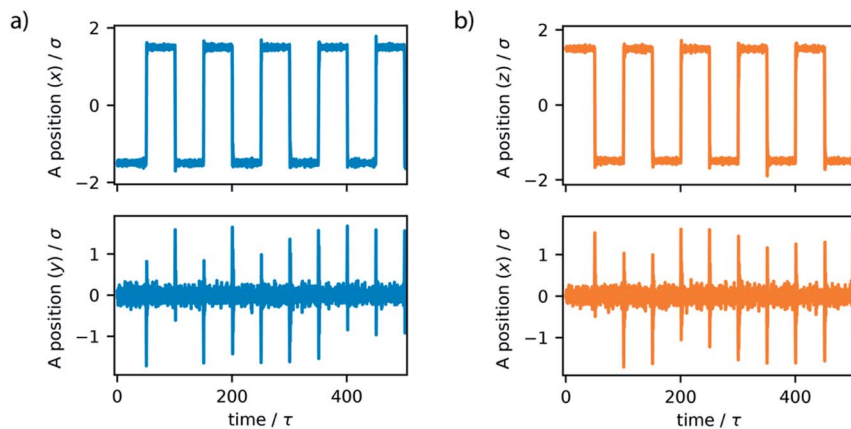 a)
A position (x) / σ
2
0
−2
A position (y) / σ
1
0
−1
0
200
400
time / τ
b)
A position (z) / σ
2
0
−2
A position (x) / σ
1
0
−1
0
200
400
time / τ